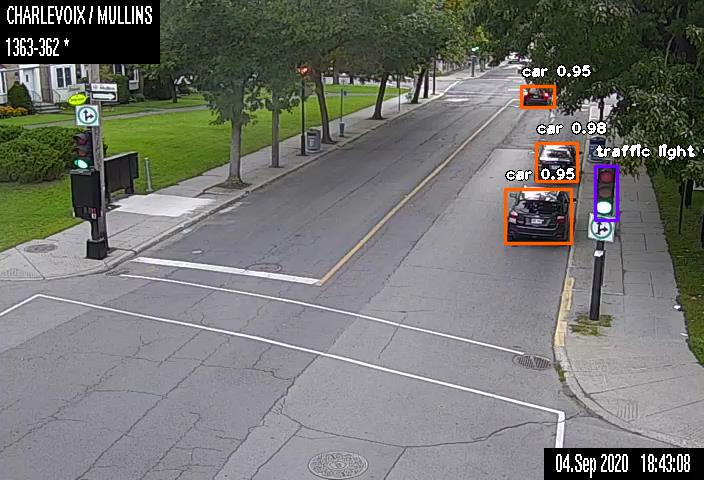 CHARLEVOIX / MULLINS
1363-362 *
car 0.95
car 0.98
traffic light
car 0.95
04.Sep 2020 18:43:08